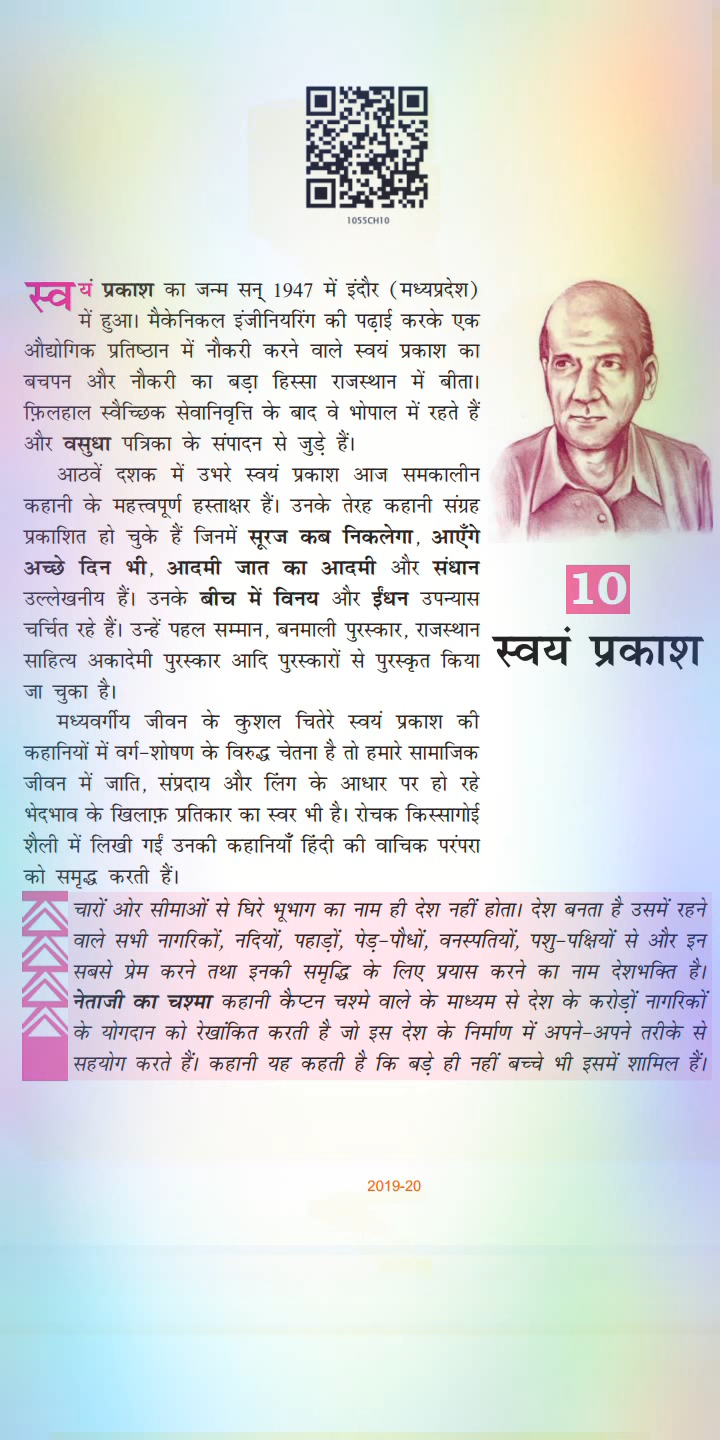 1055CH10
स्वयं प्रकाश का जन्म सन् 1947 में इंदौर (मध्यप्रदेश)
में हुआ। मैकेनिकल इंजीनियरिंग की पढ़ाई करके एक
औद्योगिक प्रतिष्ठान में नौकरी करने वाले स्वयं प्रकाश का
बचपन और नौकरी का बड़ा हिस्सा राजस्थान में बीता।
फ़िलहाल स्वैच्छिक सेवानिवृत्ति के बाद वे भोपाल में रहते हैं
और वसुधा पत्रिका के संपादन से जुड़े हैं।
आठवें दशक में उभरे स्वयं प्रकाश आज समकालीन
कहानी के महत्त्वपूर्ण हस्ताक्षर हैं। उनके तेरह कहानी संग्रह
प्रकाशित हो चुके हैं जिनमें सूरज कब निकलेगा, आएँगे
अच्छे दिन भी, आदमी जात का आदमी और संधान
उल्लेखनीय हैं। उनके बीच में विनय और ईंधन उपन्यास
चर्चित रहे हैं। उन्हें पहल सम्मान, बनमाली पुरस्कार, राजस्थान
साहित्य अकादेमी पुरस्कार आदि पुरस्कारों से पुरस्कृत किया
जा चुका है।
मध्यवर्गीय जीवन के कुशल चितेरे स्वयं प्रकाश की
कहानियों में वर्ग-शोषण के विरुद्ध चेतना है तो हमारे सामाजिक
जीवन में जाति, संप्रदाय और लिंग के आधार पर हो रहे
भेदभाव के खिलाफ़ प्रतिकार का स्वर भी है। रोचक किस्सागोई
शैली में लिखी गईं उनकी कहानियाँ हिंदी की वाचिक परंपरा
को समृद्ध करती हैं।
10
स्वयं प्रकाश
चारों ओर सीमाओं से घिरे भूभाग का नाम ही देश नहीं होता। देश बनता है उसमें रहने
वाले सभी नागरिकों, नदियों, पहाड़ों, पेड़-पौधों, वनस्पतियों, पशु-पक्षियों से और इन
सबसे प्रेम करने तथा इनकी समृद्धि के लिए प्रयास करने का नाम देशभक्ति है।
नेताजी का चश्मा कहानी कैप्टन चश्मे वाले के माध्यम से देश के करोड़ों नागरिकों
के योगदान को रेखांकित करती है जो इस देश के निर्माण में अपने-अपने तरीके से
सहयोग करते हैं। कहानी यह कहती है कि बड़े ही नहीं बच्चे भी इसमें शामिल हैं।
2019-20